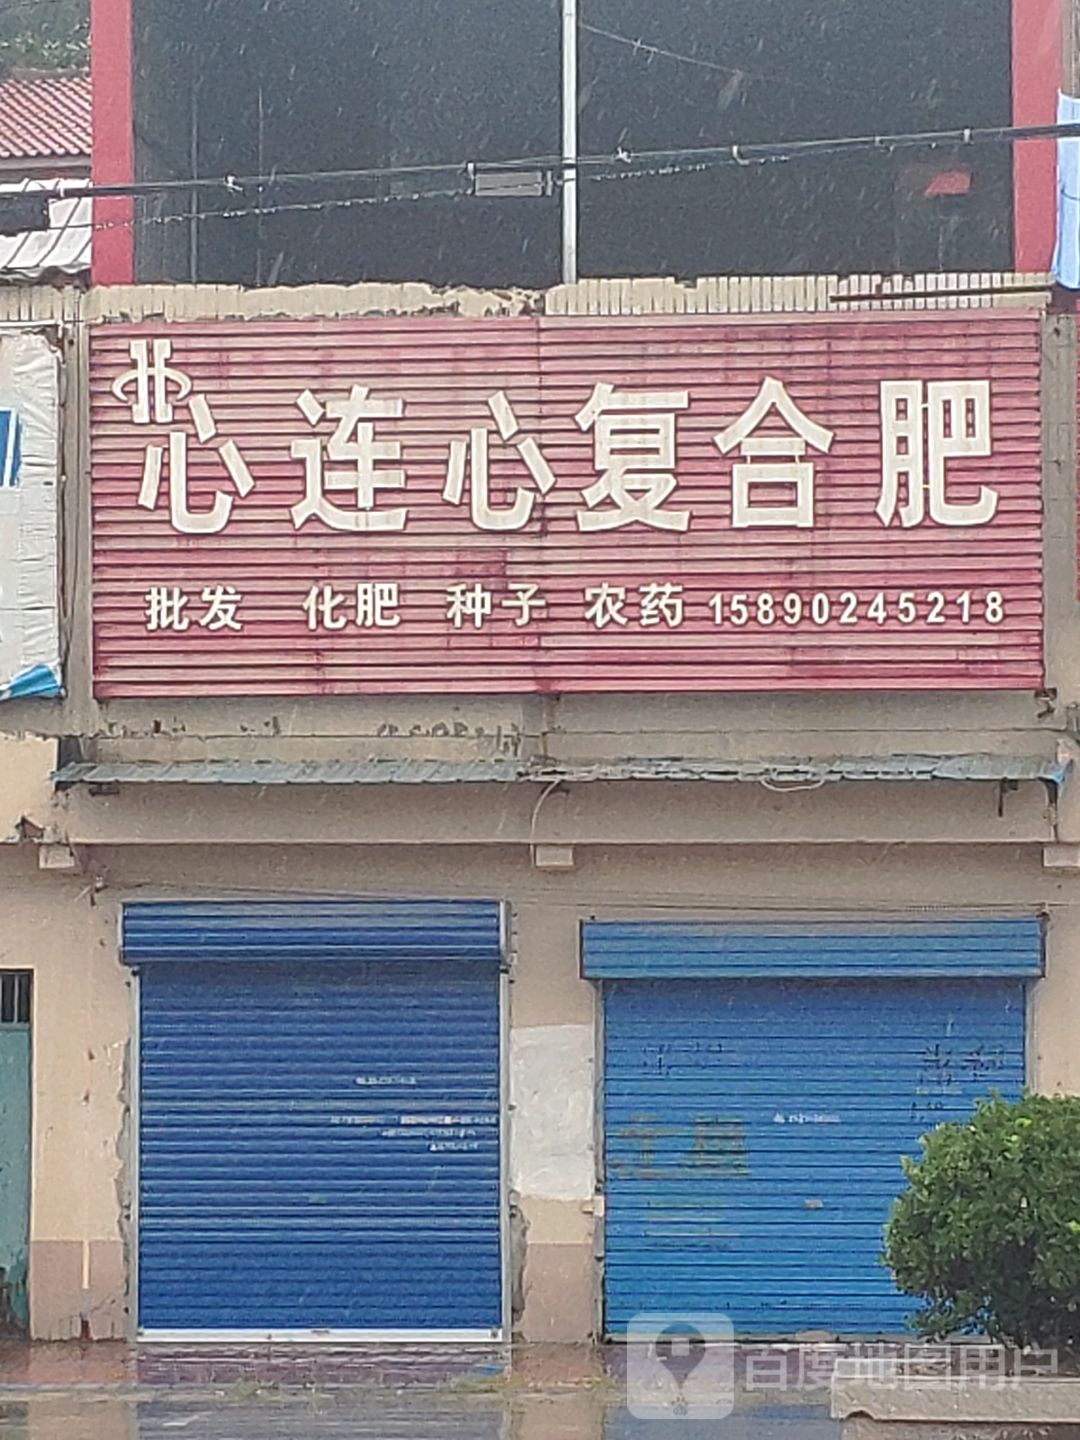 心连心复合肥
批发 化肥 种子 农药 15890245218
百度地图用户